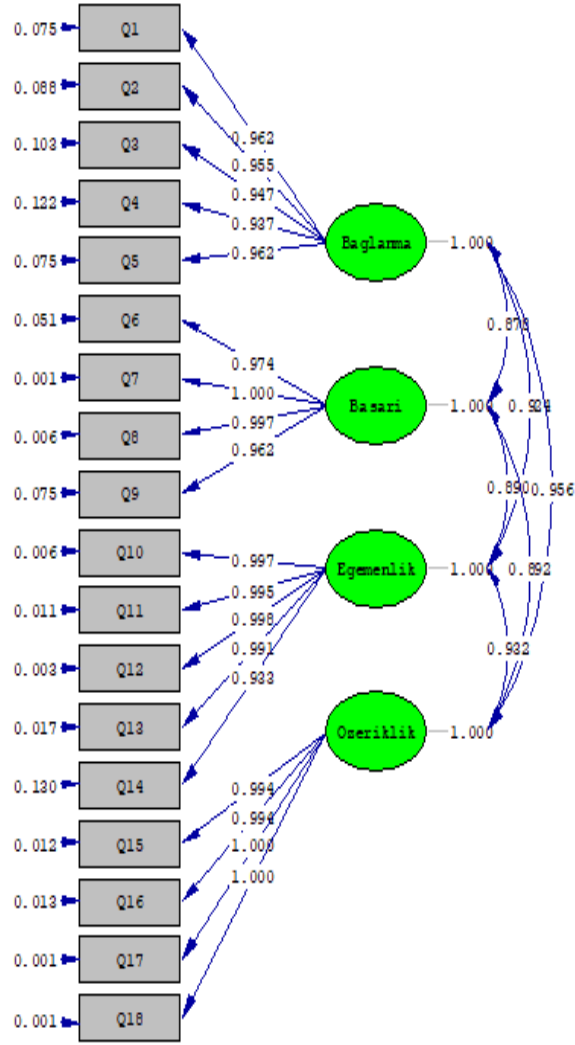 0.075 Q1
0.088 Q2
0.103 Q3
0.122 Q4
0.075 Q5
0.051 Q6
0.001 Q7
0.006 Q8
0.075 Q9
0.006 Q10
0.011 Q11
0.003 Q12
0.017 Q13
0.130 Q14
0.012 Q15
0.013 Q16
0.001 Q17
0.001 Q18
0.962
0.955
0.947
0.937
0.962
0.974
1.000
0.997
0.962
0.997
0.995
0.998
0.991
0.933
0.994
0.994
1.000
1.000
Baglanma 1.000
Basari 1.000
Egemenlik 1.000
Ozeriklik 1.000
0.890
0.956
0.892
0.932